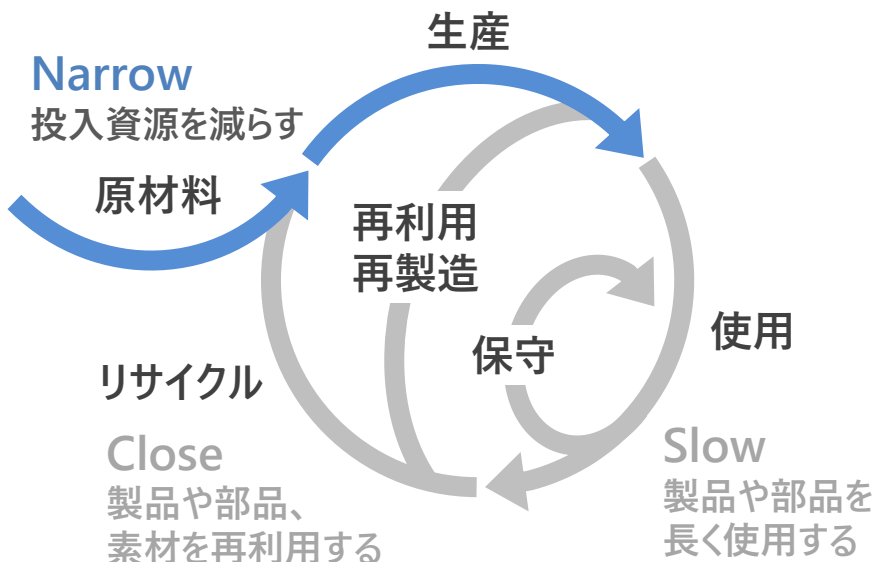 生産
Narrow
投入資源を減らす
原材料
再利用
再製造
使用
保守
リサイクル
Close
製品や部品、
素材を再利用する
Slow
製品や部品を
長く使用する